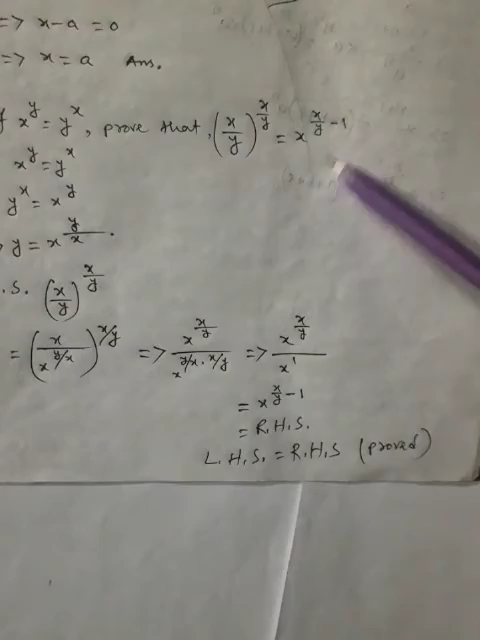 => x-a = 0
=> x = a Ans.
f x^y = y^x, prove that, (x/y)^(x/y) = x^(x/y - 1)
x^y = y^x
y^x = x^y
y = x^(y/x).
.S. (x/y)^(x/y)
= (x/x^(y/x))^(x/y) => x^(x/y)/x^(y/x · x/y) => x^(x/y)/x^1
= x^(x/y - 1)
= R.H.S.
L.H.S. = R.H.S (proved)